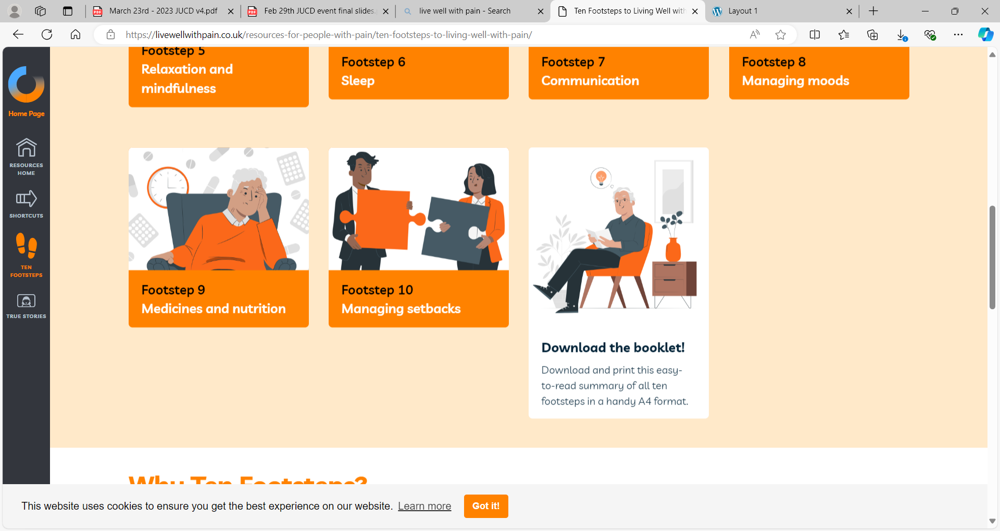 March 23rd - 2023 JUCD v4.pdf
Feb 29th JUCD event final slides.
live well with pain - Search
Ten Footsteps to Living Well with
Layout 1
https://livewellwithpain.co.uk/resources-for-people-with-pain/ten-footsteps-to-living-well-with-pain/
Home Page
RESOURCES
HOME
SHORTCUTS
TEN
FOOTSTEPS
TRUE STORIES
Footstep 5
Relaxation and
mindfulness
Footstep 6
Sleep
Footstep 7
Communication
Footstep 8
Managing moods
Footstep 9
Medicines and nutrition
Footstep 10
Managing setbacks
Download the booklet!
Download and print this easy-
to-read summary of all ten
footsteps in a handy A4 format.
Why Ten Footsteps?
This website uses cookies to ensure you get the best experience on our website. Learn more
Got it!